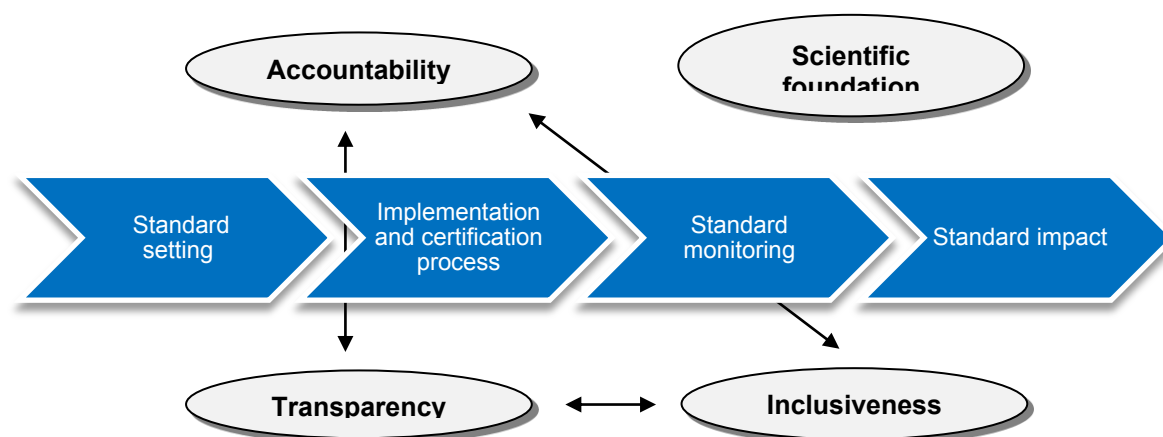 Accountability
Scientific
foundation
Standard
setting
Implementation
and certification
process
Standard
monitoring
Standard impact
Transparency
Inclusiveness